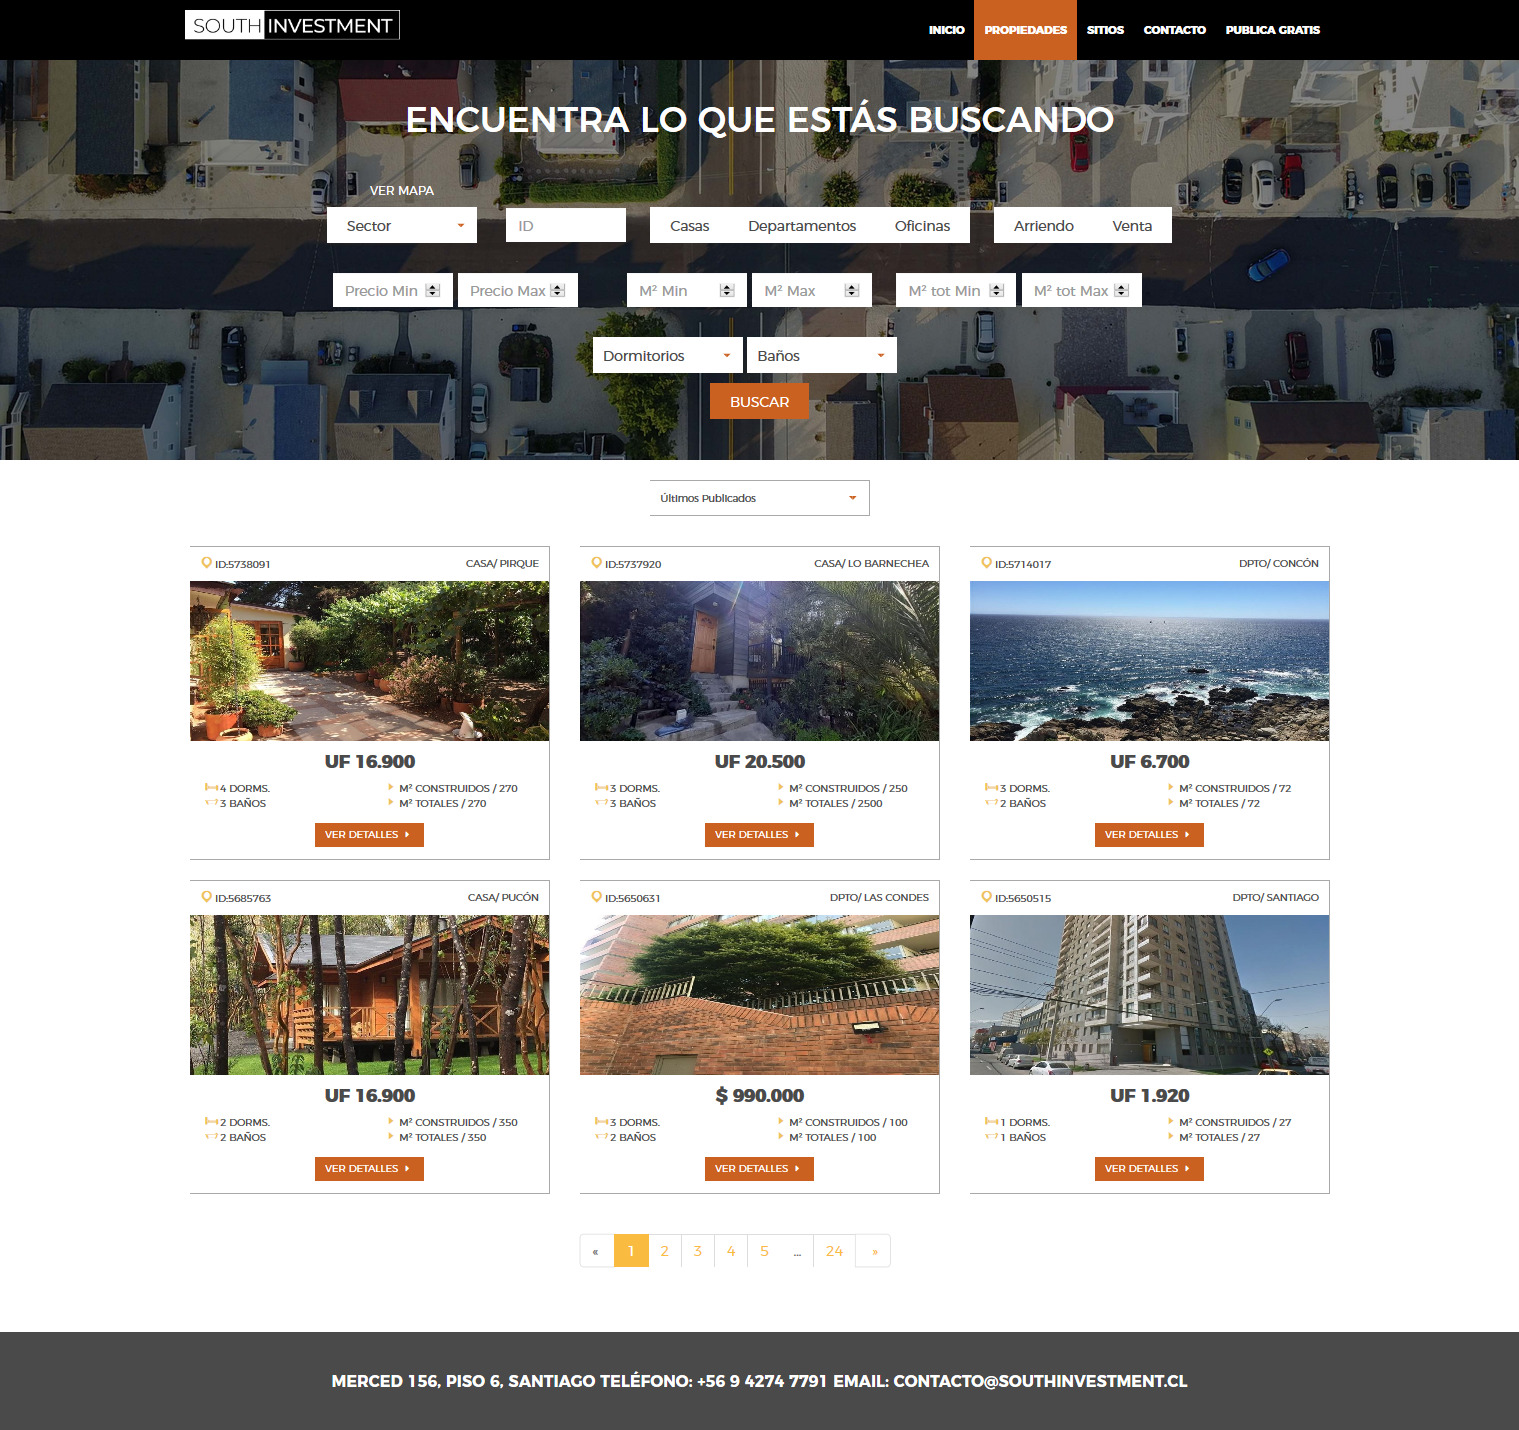 SOUTH INVESTMENT
INICIO PROPIEDADES SITIOS CONTACTO PUBLICA GRATIS
ENCUENTRA LO QUE ESTÁS BUSCANDO
VER MAPA
Sector ID Casas Departamentos Oficinas Arriendo Venta
Precio Min Precio Max M² Min M² Max M² tot Min M² tot Max
Dormitorios Baños
BUSCAR
Últimos Publicados
ID:5738091 CASA/ PIRQUE
UF 16.900
4 DORMS. M² CONSTRUIDOS / 270
3 BAÑOS M² TOTALES / 270
VER DETALLES
ID:5737920 CASA/ LO BARNECHEA
UF 20.500
3 DORMS. M² CONSTRUIDOS / 250
3 BAÑOS M² TOTALES / 2500
VER DETALLES
ID:5714017 DPTO/ CONCÓN
UF 6.700
3 DORMS. M² CONSTRUIDOS / 72
2 BAÑOS M² TOTALES / 72
VER DETALLES
ID:5685763 CASA/ PUCÓN
UF 16.900
2 DORMS. M² CONSTRUIDOS / 350
2 BAÑOS M² TOTALES / 350
VER DETALLES
ID:5650631 DPTO/ LAS CONDES
$ 990.000
3 DORMS. M² CONSTRUIDOS / 100
2 BAÑOS M² TOTALES / 100
VER DETALLES
ID:5650515 DPTO/ SANTIAGO
UF 1.920
1 DORMS. M² CONSTRUIDOS / 27
1 BAÑOS M² TOTALES / 27
VER DETALLES
« 1 2 3 4 5 ... 24 »
MERCED 156, PISO 6, SANTIAGO TELÉFONO: +56 9 4274 7791 EMAIL: CONTACTO@SOUTHINVESTMENT.CL